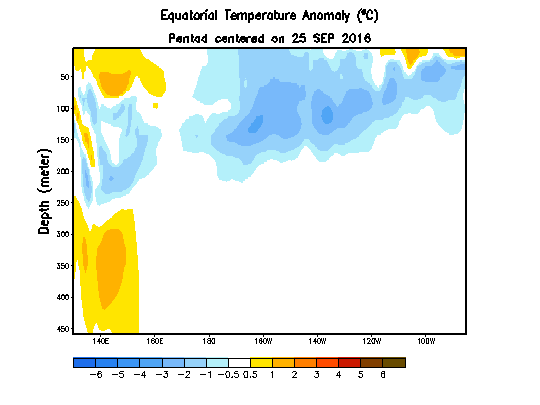 Equatorial Temperature Anomaly (°C)
Pentad centered on 25 SEP 2016
Depth (meter)
50
100
150
200
250
300
350
400
450
140E 160E 180 160W 140W 120W 100W
-6 -5 -4 -3 -2 -1 -0.5 0.5 1 2 3 4 5 6